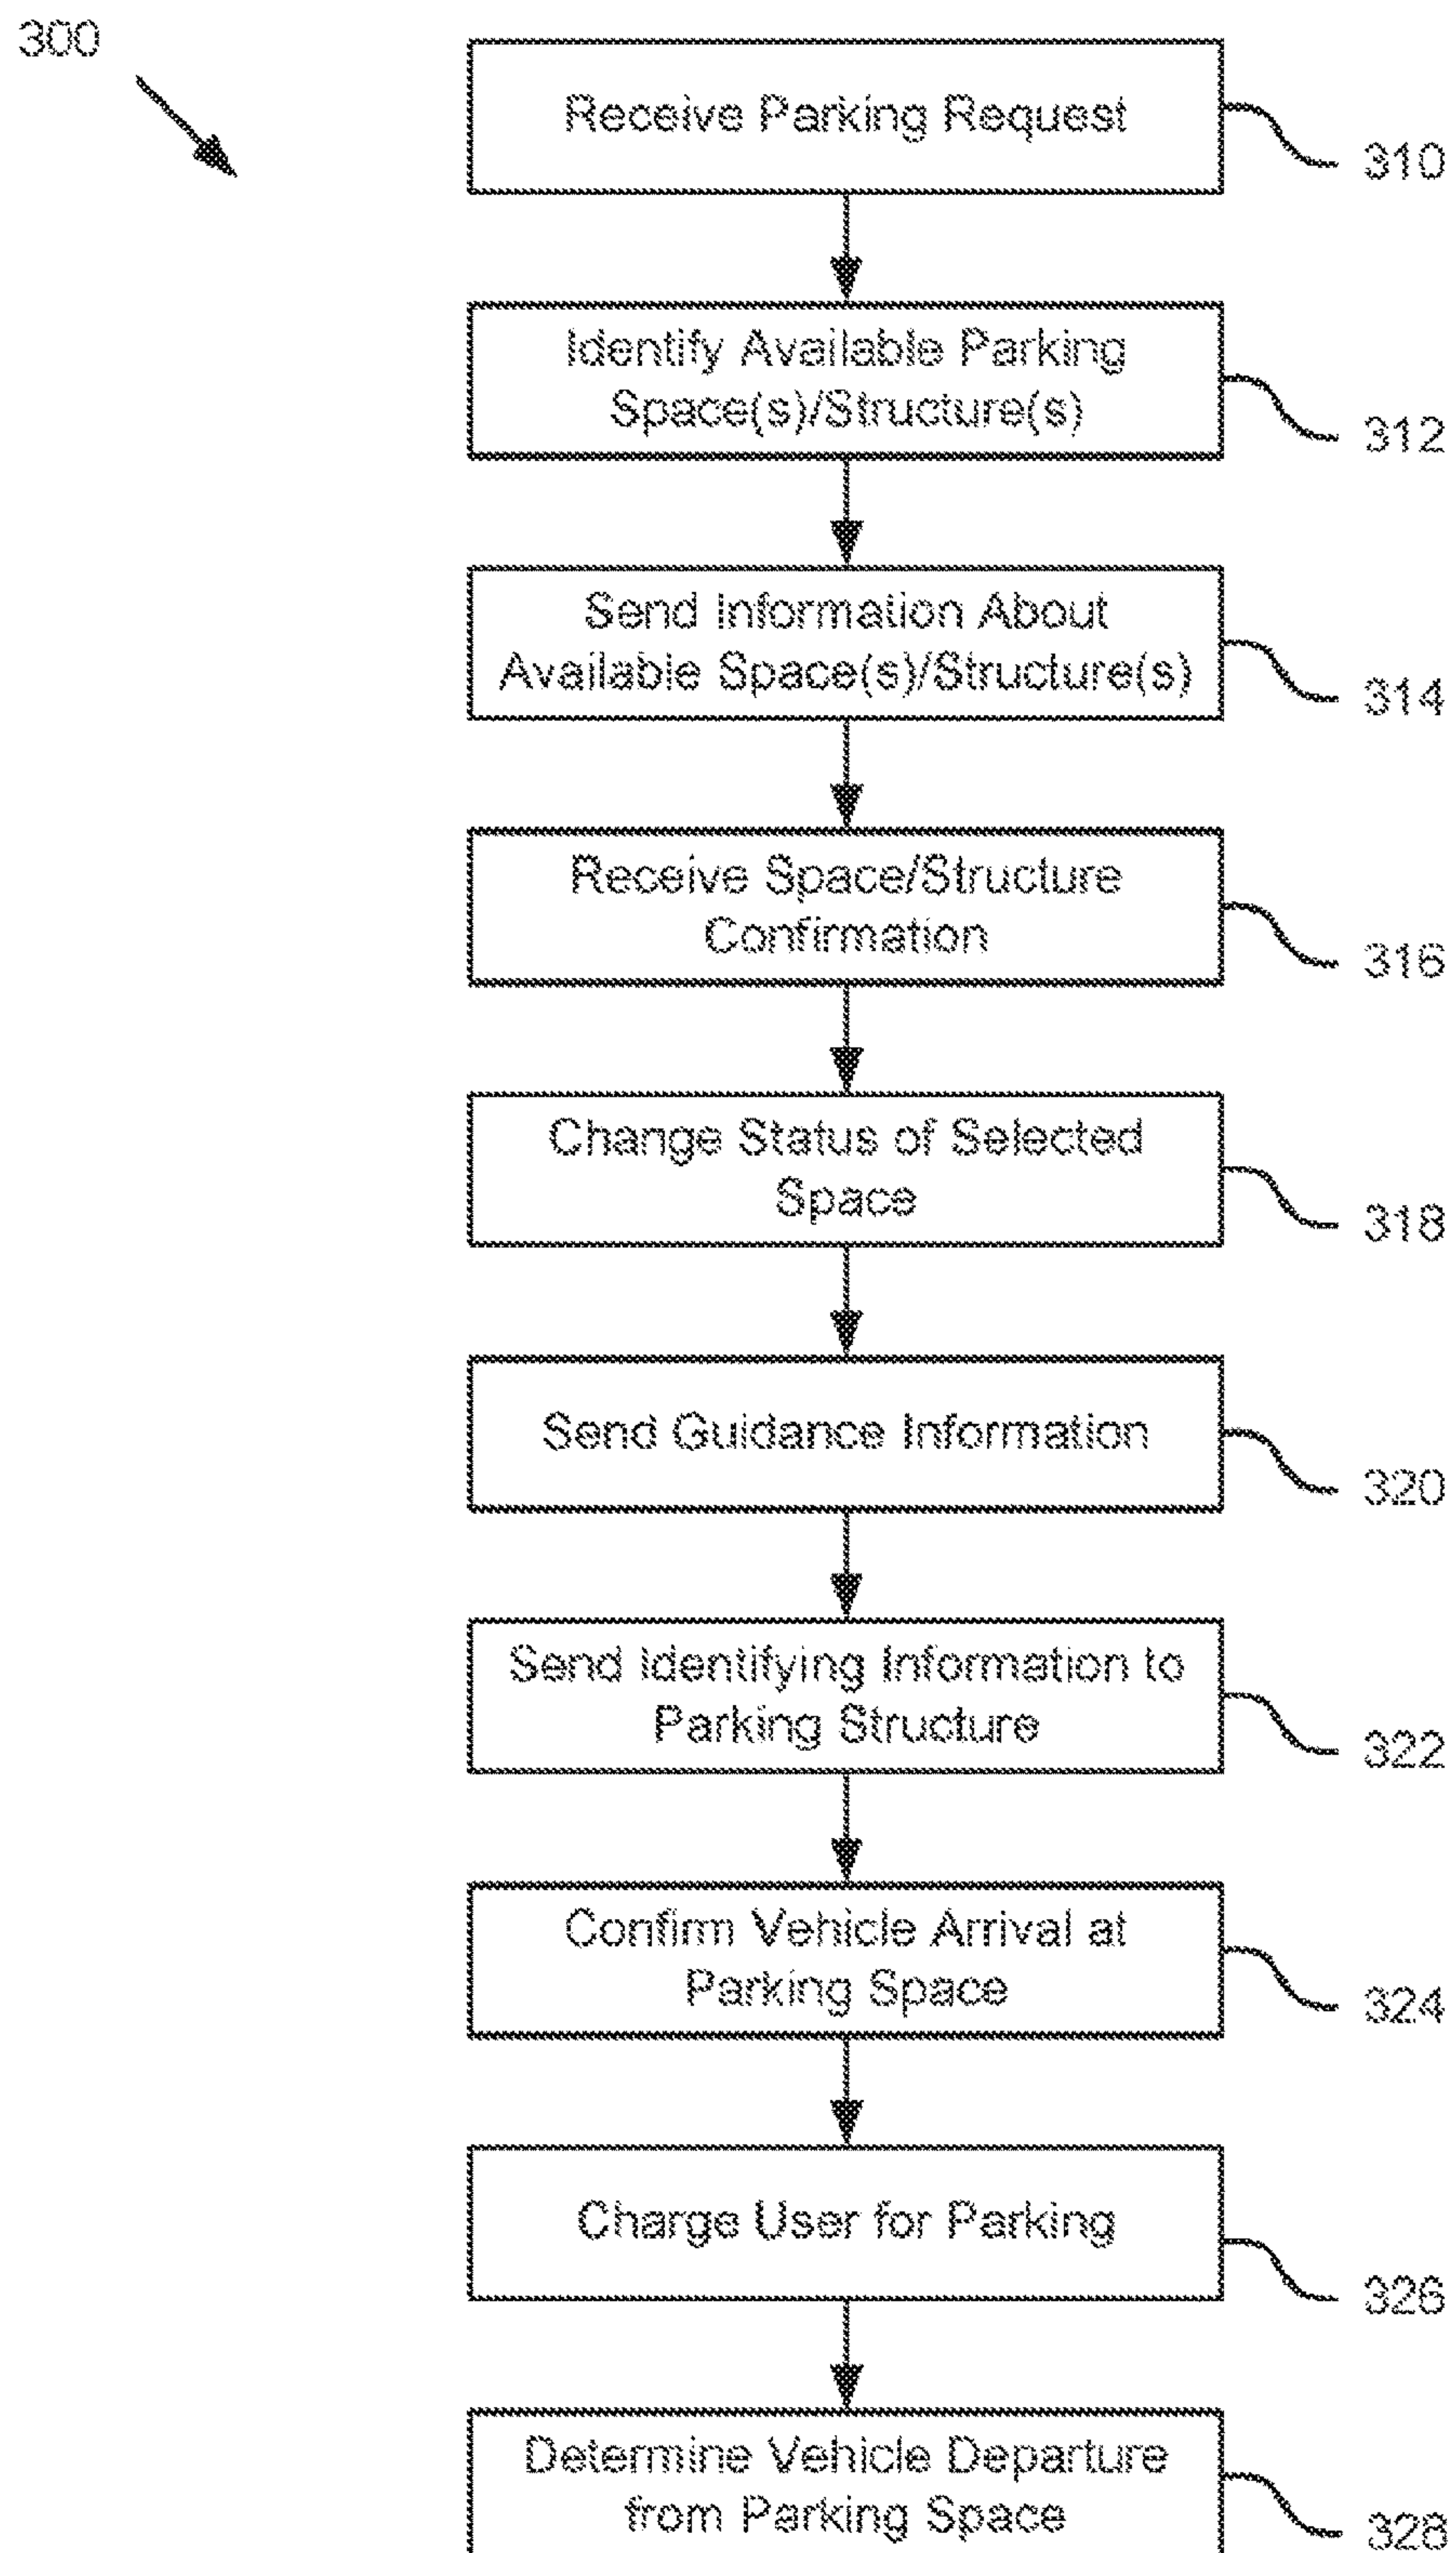 300
Receive Parking Request
310
Identify Available Parking
Space(s)/Structure(s)
312
Send Information About
Available Space(s)/Structure(s)
314
Receive Space/Structure
Confirmation
316
Change Status of Selected
Space
318
Send Guidance Information
320
Send Identifying Information to
Parking Structure
322
Confirm Vehicle Arrival at
Parking Space
324
Charge User for Parking
326
Determine Vehicle Departure
from Parking Space
328